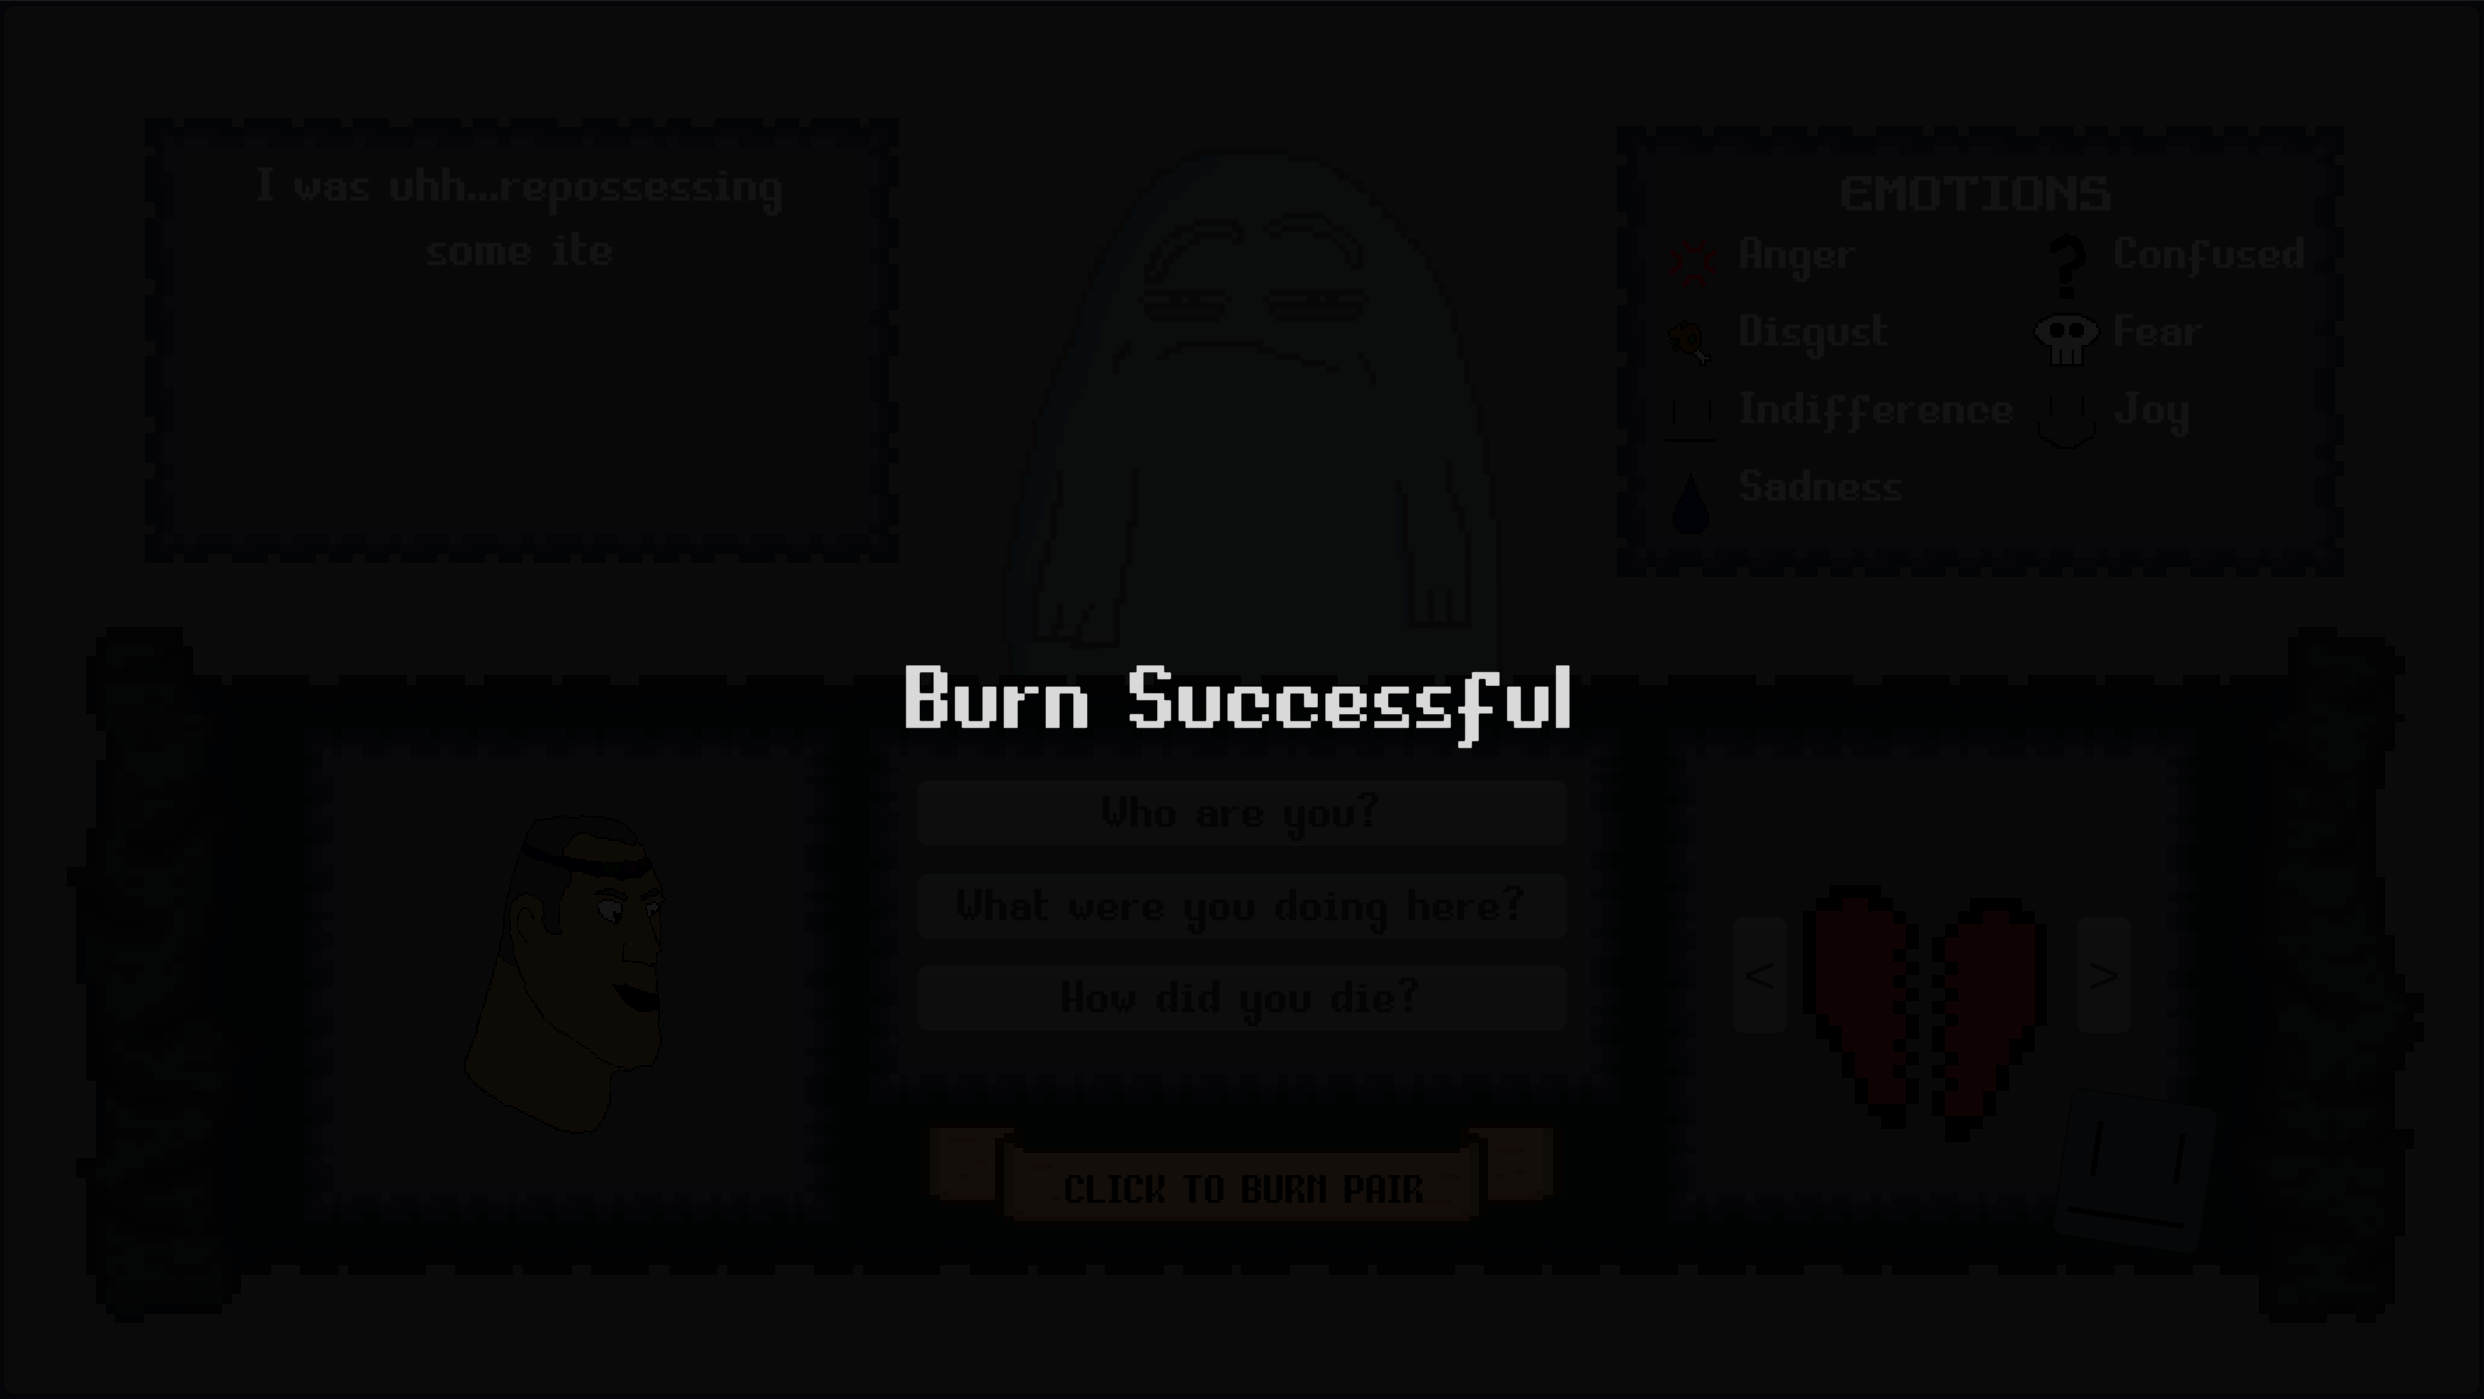 I was uhh...repossessing
some ite
EMOTIONS
Anger
Confused
Disgust
Fear
Indifference
Joy
Sadness
Burn Successful
Who are you?
What were you doing here?
How did you die?
<
>
CLICK TO BURN PAIR